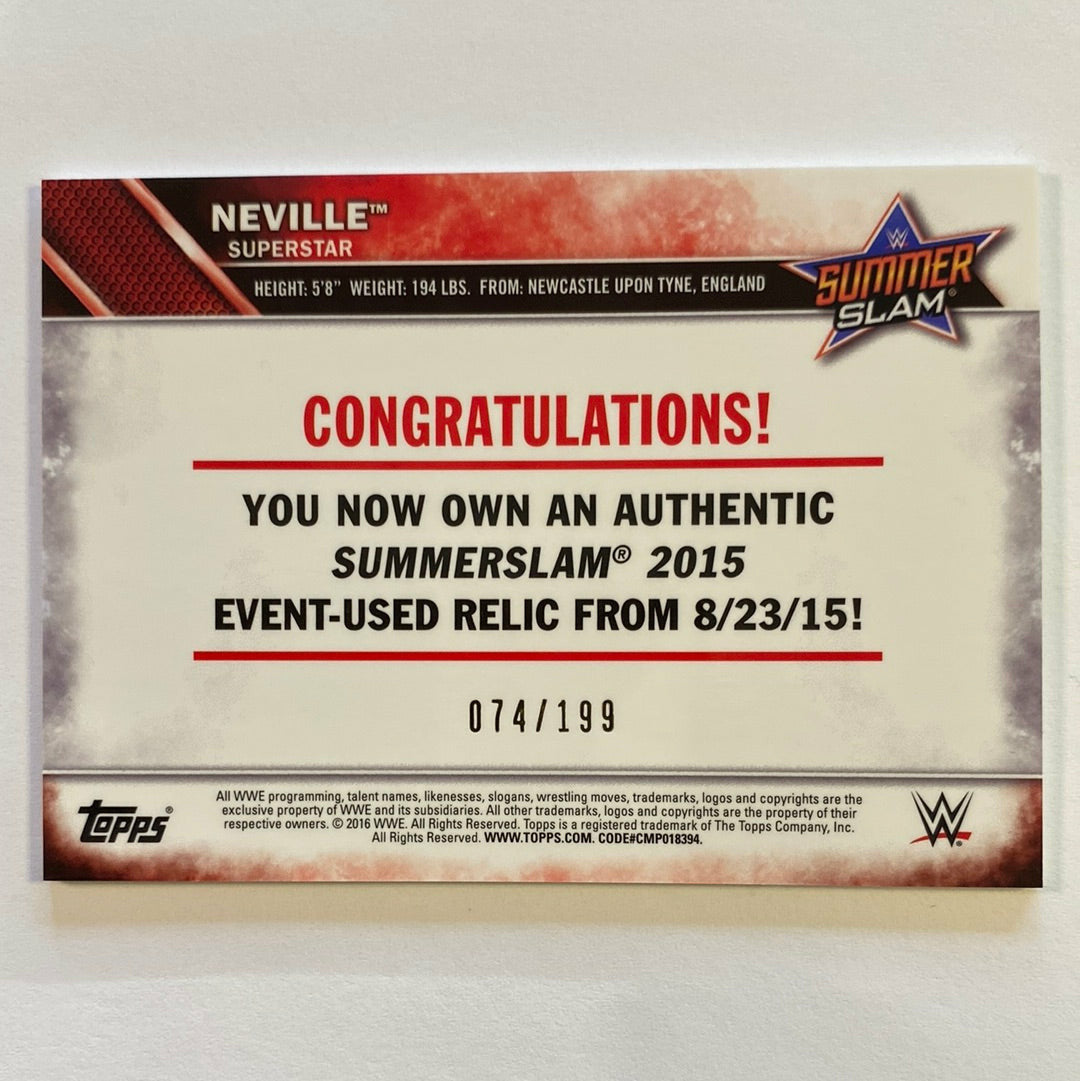 NEVILLE™
SUPERSTAR
HEIGHT: 5'8" WEIGHT: 194 LBS. FROM: NEWCASTLE UPON TYNE, ENGLAND
W
SUMMER
SLAM®
CONGRATULATIONS!
YOU NOW OWN AN AUTHENTIC
SUMMERSLAM® 2015
EVENT-USED RELIC FROM 8/23/15!
074/199
topps®
All WWE programming, talent names, likenesses, slogans, wrestling moves, trademarks, logos and copyrights are the
exclusive property of WWE and its subsidiaries. All other trademarks, logos and copyrights are the property of their
respective owners. © 2016 WWE. All Rights Reserved. Topps is a registered trademark of The Topps Company, Inc.
All Rights Reserved. WWW.TOPPS.COM. CODE#CMP018394.
W®